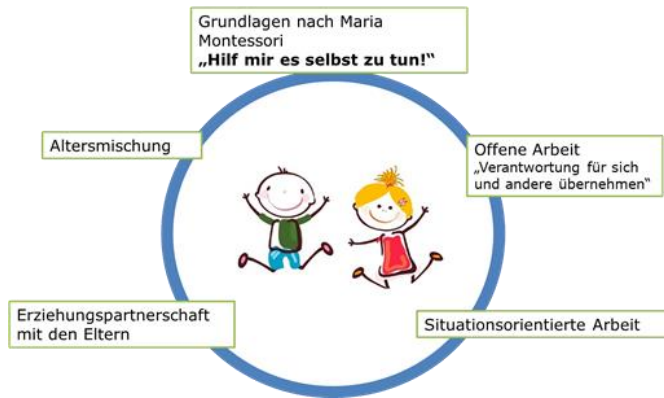 Grundlagen nach Maria
Montessori
„Hilf mir es selbst zu tun!“
Altersmischung
Offene Arbeit
„Verantwortung für sich
und andere übernehmen“
Erziehungspartnerschaft
mit den Eltern
Situationsorientierte Arbeit